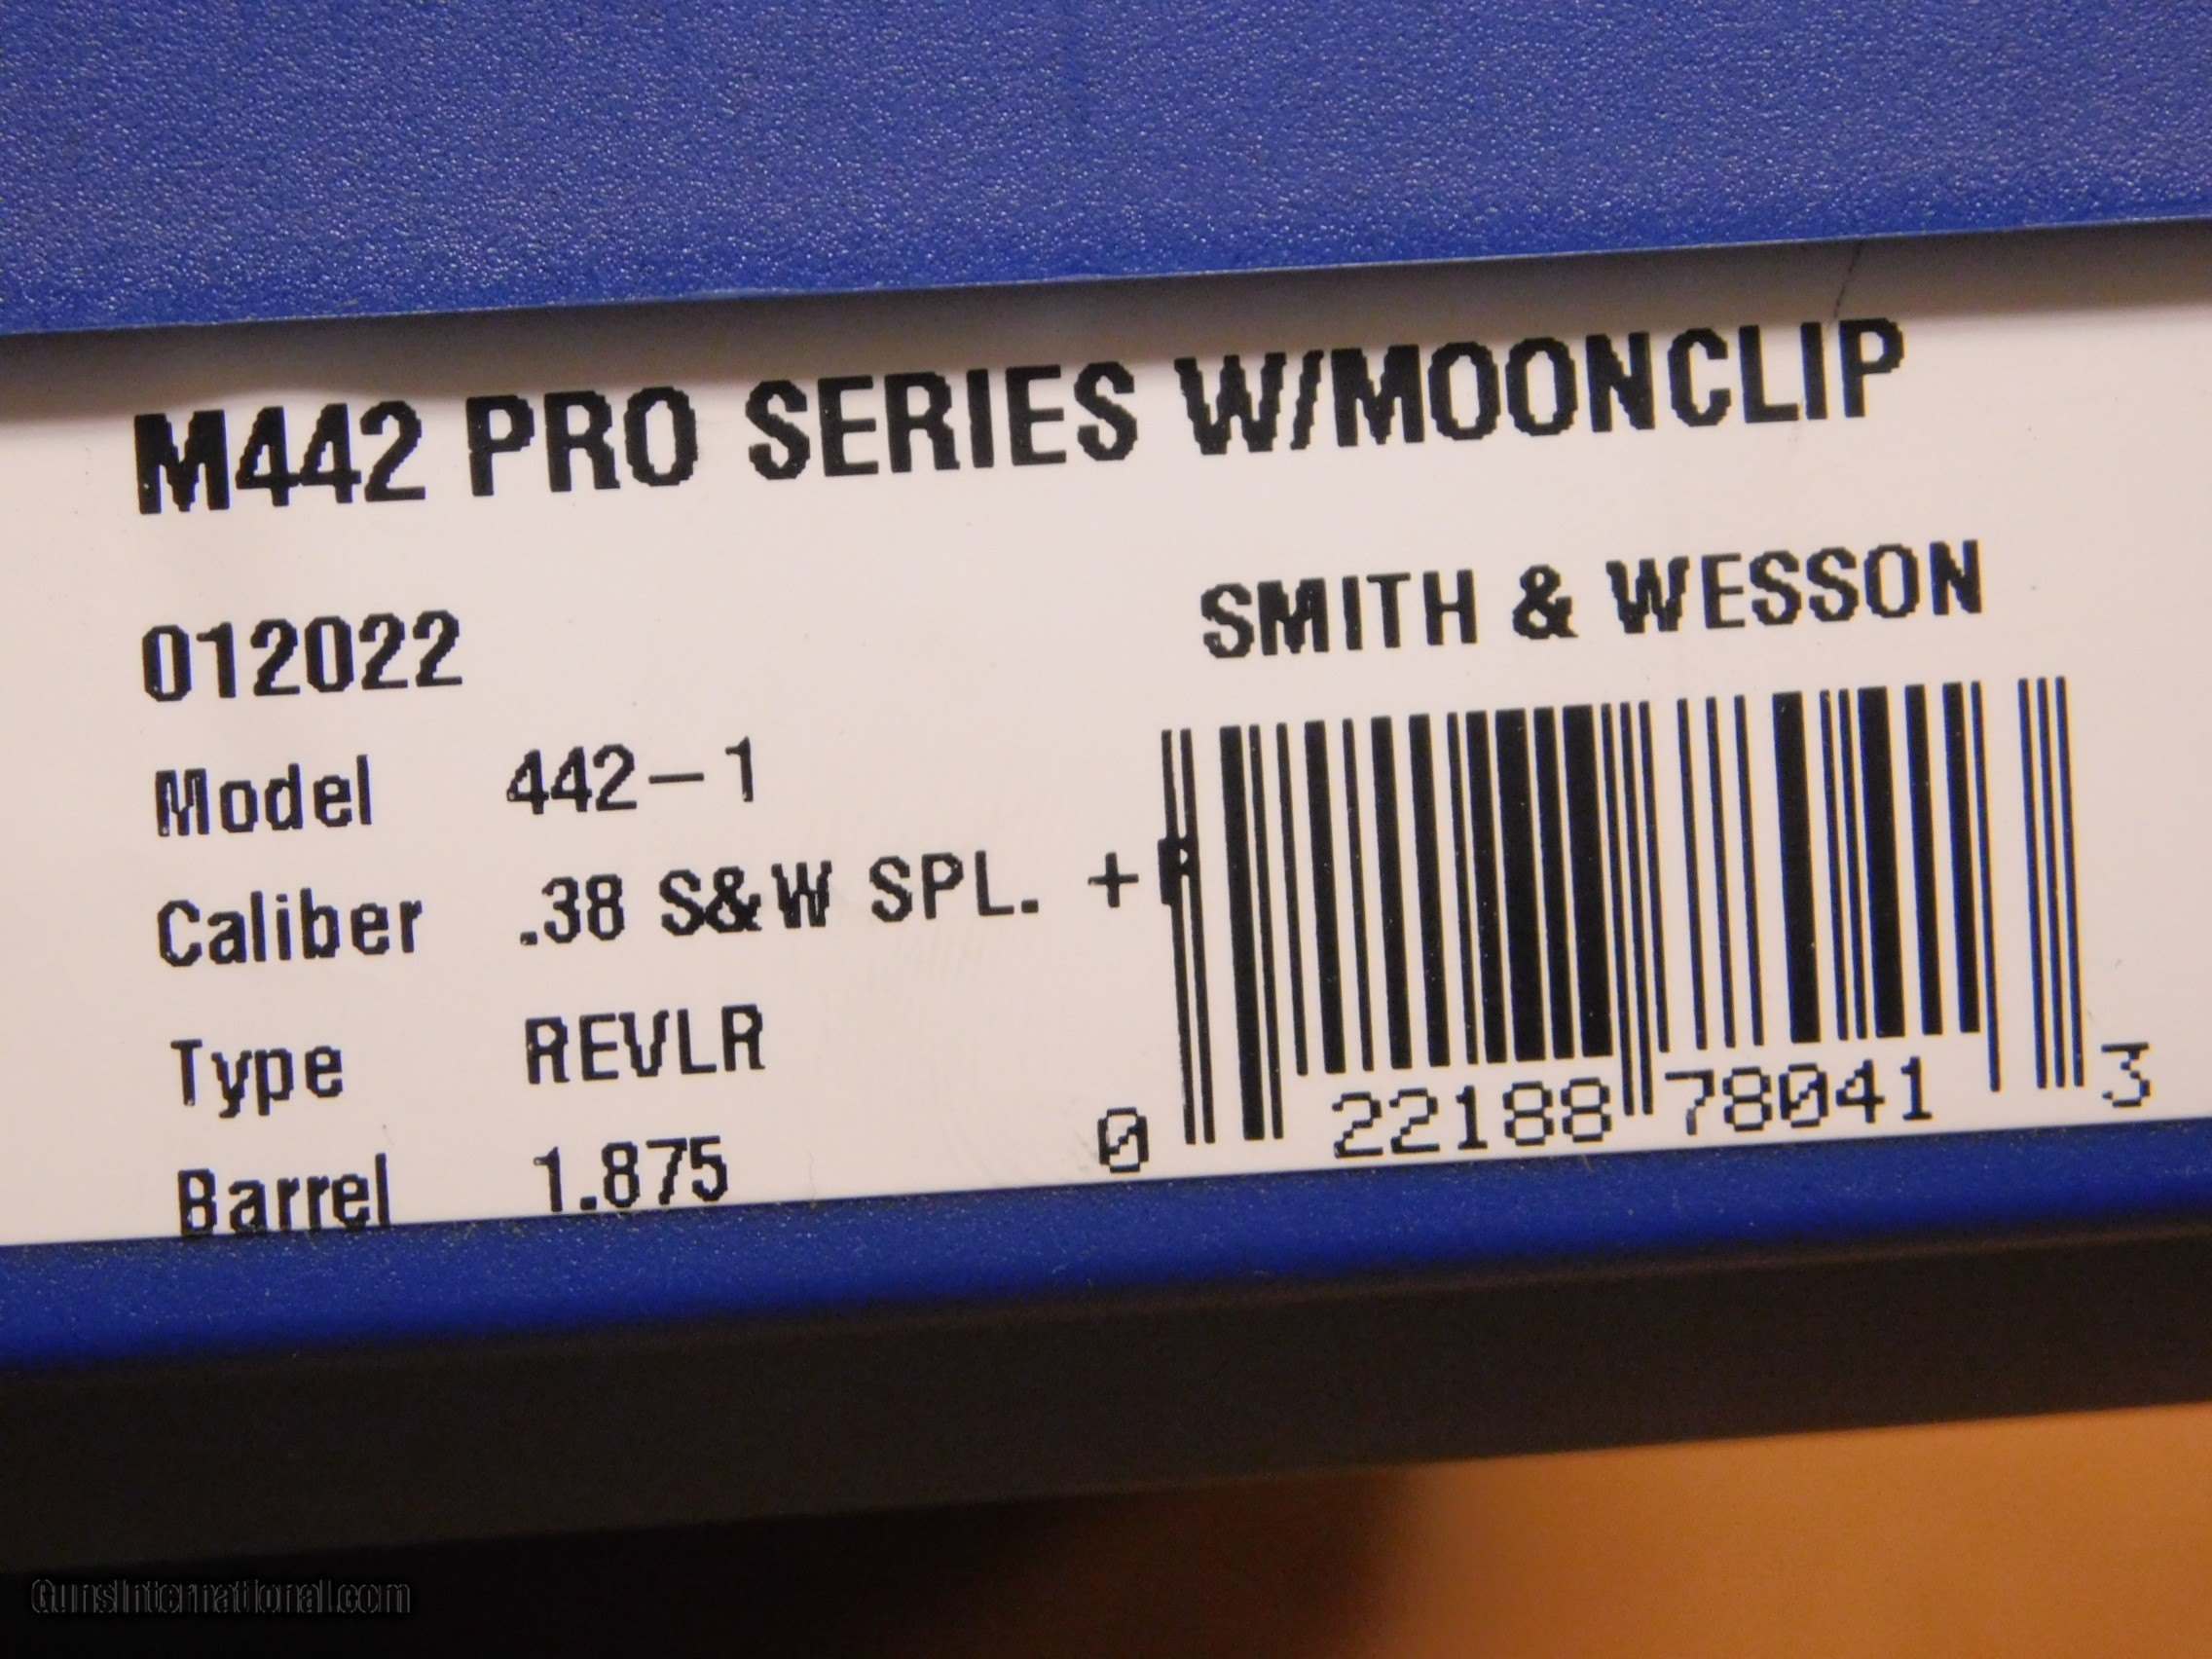 M442 PRO SERIES W/MOONCLIP
012022
SMITH & WESSON
Model 442-1
Caliber .38 S&W SPL. +P
Type REVLR
Barrel 1.875
0 22188 78041 3
GunsInternational.com